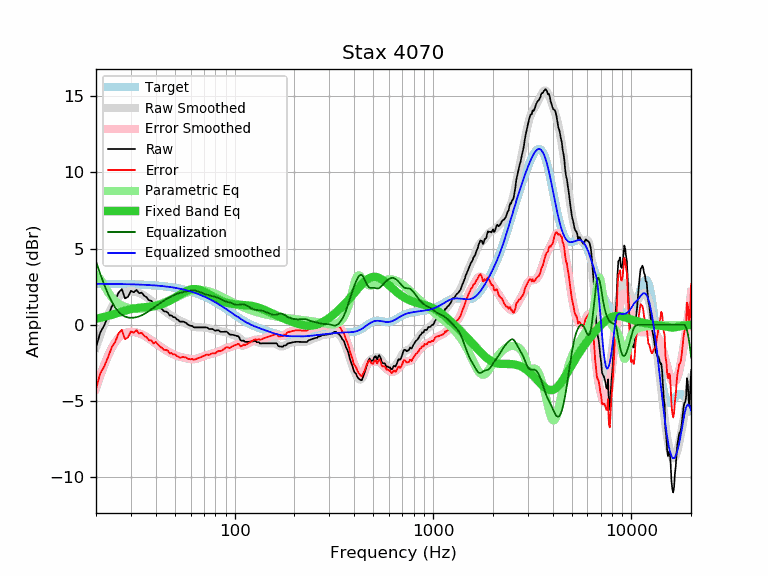 Stax 4070
Amplitude (dBr)
15
10
5
0
−5
−10
Target
Raw Smoothed
Error Smoothed
Raw
Error
Parametric Eq
Fixed Band Eq
Equalization
Equalized smoothed
100
1000
10000
Frequency (Hz)